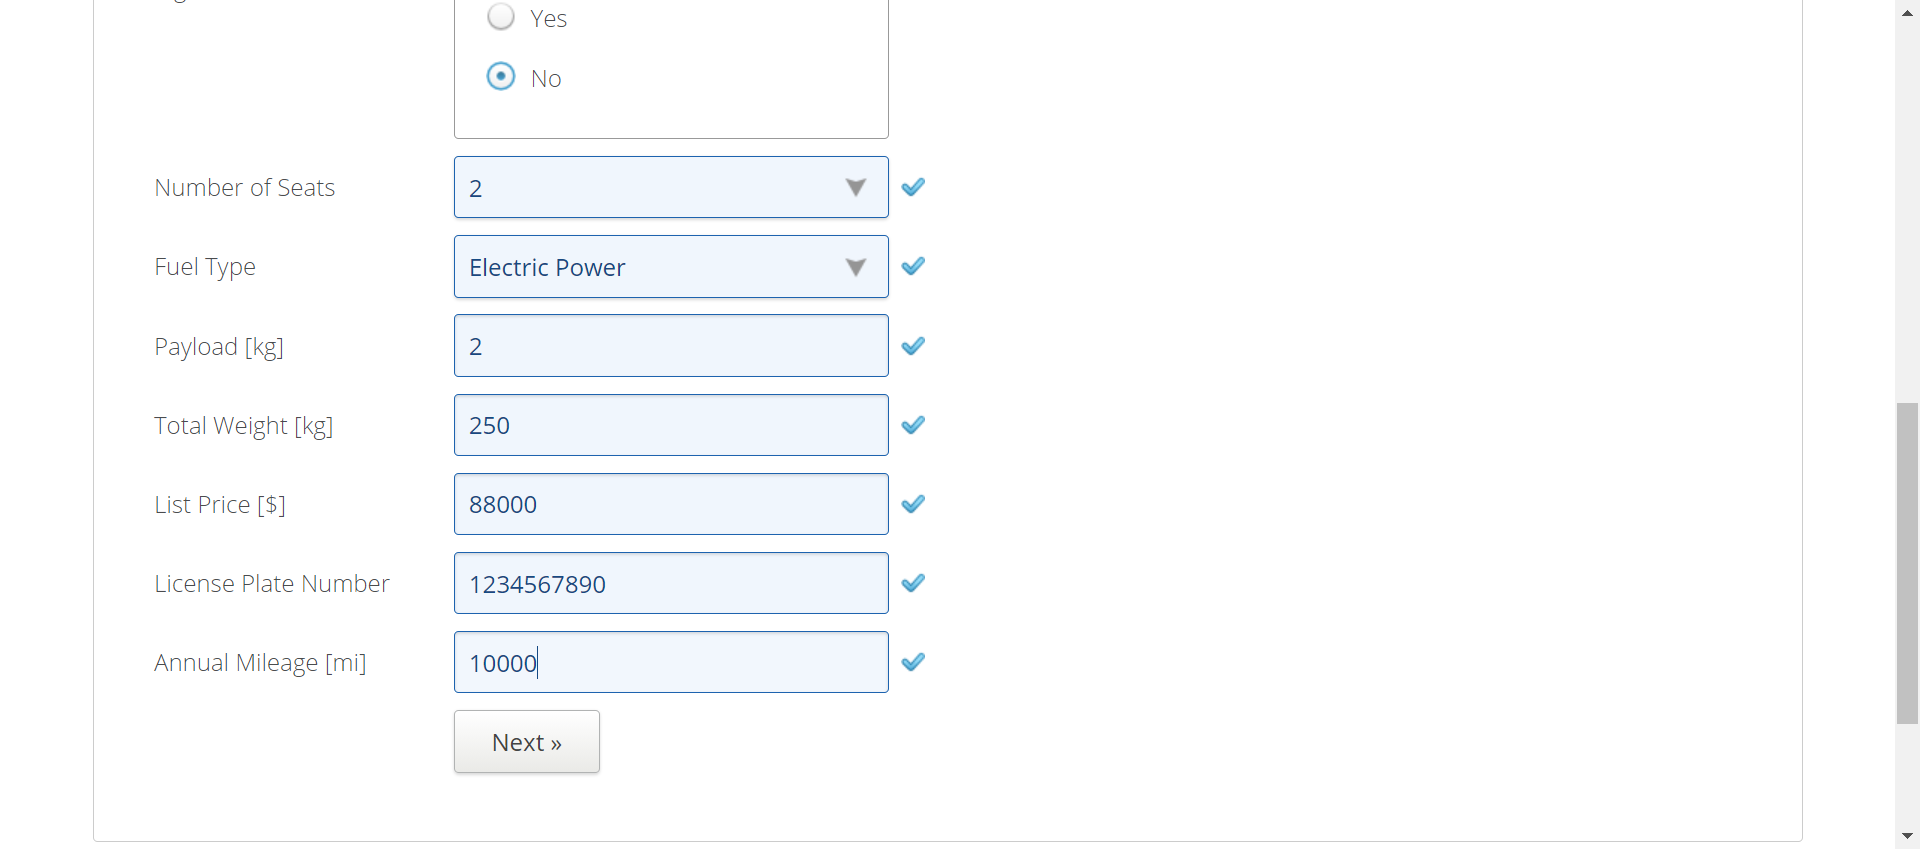 Yes
No
Number of Seats
2
Fuel Type
Electric Power
Payload [kg]
2
Total Weight [kg]
250
List Price [$]
88000
License Plate Number
1234567890
Annual Mileage [mi]
10000
Next »